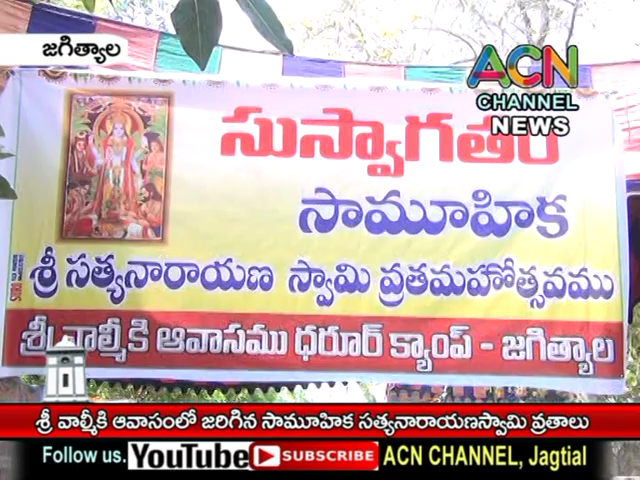 జగిత్యాల
ACN
CHANNEL
NEWS
సుస్వాగతం
సామూహిక
శ్రీ సత్యనారాయణ స్వామి వ్రతమహోత్సవము
శ్రీ వాల్మీకి ఆవాసము ధరూర్ క్యాంప్ - జగిత్యాల
శ్రీ వాల్మీకి ఆవాసంలో జరిగిన సామూహిక సత్యనారాయణస్వామి వ్రతాలు
Follow us. YouTube SUBSCRIBE ACN CHANNEL, Jagtial